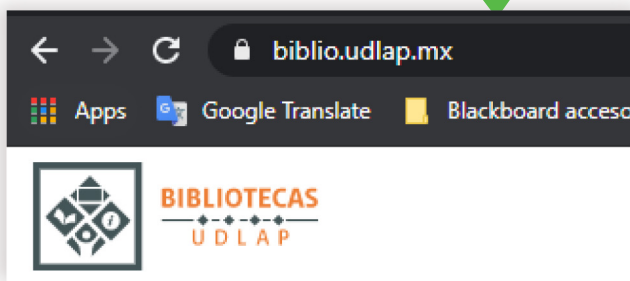 biblio.udlap.mx
Apps Google Translate Blackboard acceso
BIBLIOTECAS
UDLAP